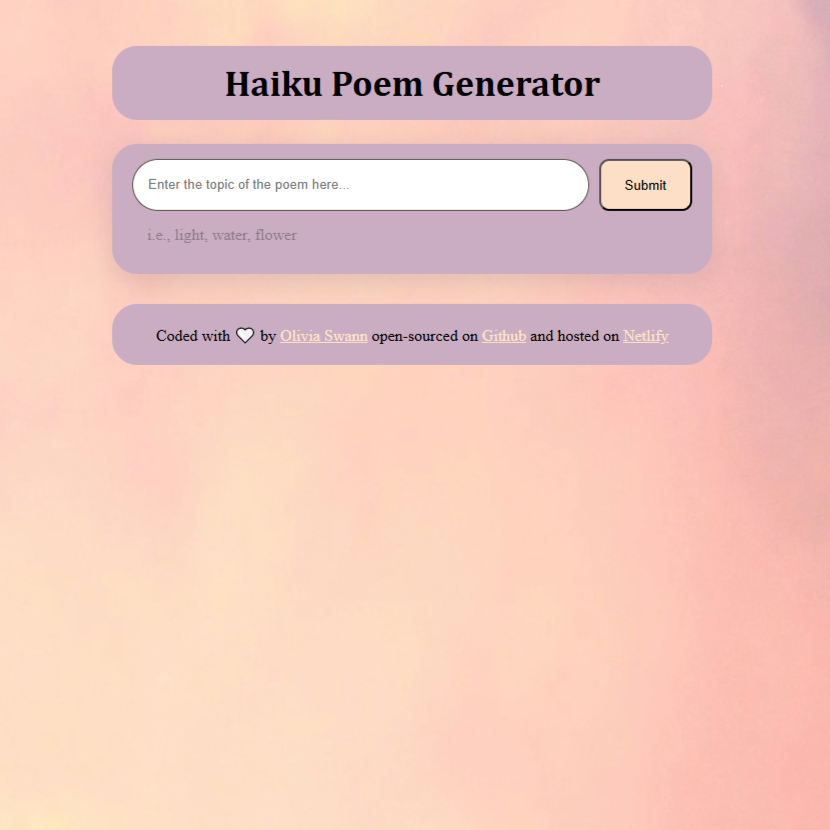 Haiku Poem Generator
Enter the topic of the poem here...
Submit
i.e., light, water, flower
Coded with 🤍 by Olivia Swann open-sourced on Github and hosted on Netlify